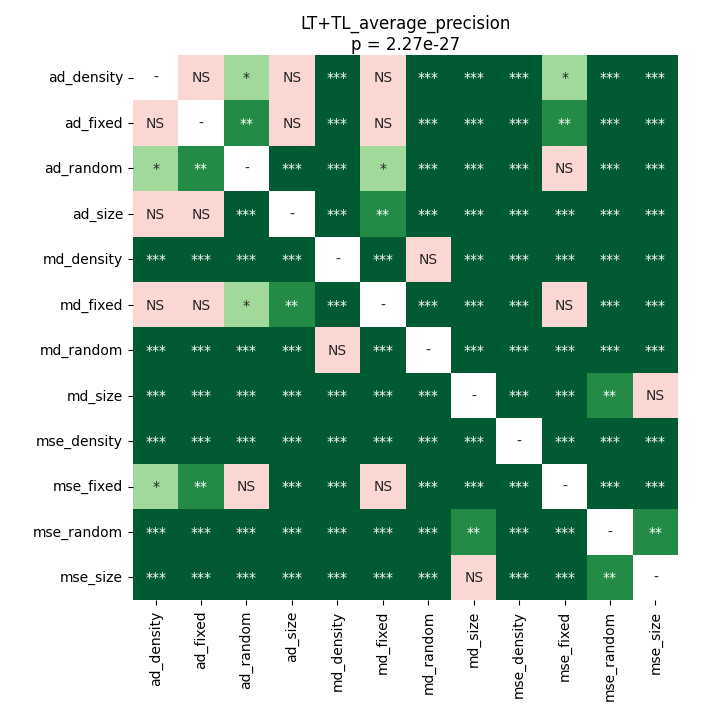 LT+TL_average_precision
p = 2.27e-27
ad_density - NS * NS *** NS *** *** *** * *** ***
ad_fixed NS - ** NS *** NS *** *** *** ** *** ***
ad_random * ** - *** *** * *** *** *** NS *** ***
ad_size NS NS *** - *** ** *** *** *** *** *** ***
md_density *** *** *** *** - *** NS *** *** *** *** ***
md_fixed NS NS * ** *** - *** *** *** NS *** ***
md_random *** *** *** *** NS *** - *** *** *** *** ***
md_size *** *** *** *** *** *** *** - *** *** ** NS
mse_density *** *** *** *** *** *** *** *** - *** *** ***
mse_fixed * ** NS *** *** NS *** *** *** - *** ***
mse_random *** *** *** *** *** *** *** ** *** *** - **
mse_size *** *** *** *** *** *** *** NS *** *** ** -
ad_density
ad_fixed
ad_random
ad_size
md_density
md_fixed
md_random
md_size
mse_density
mse_fixed
mse_random
mse_size